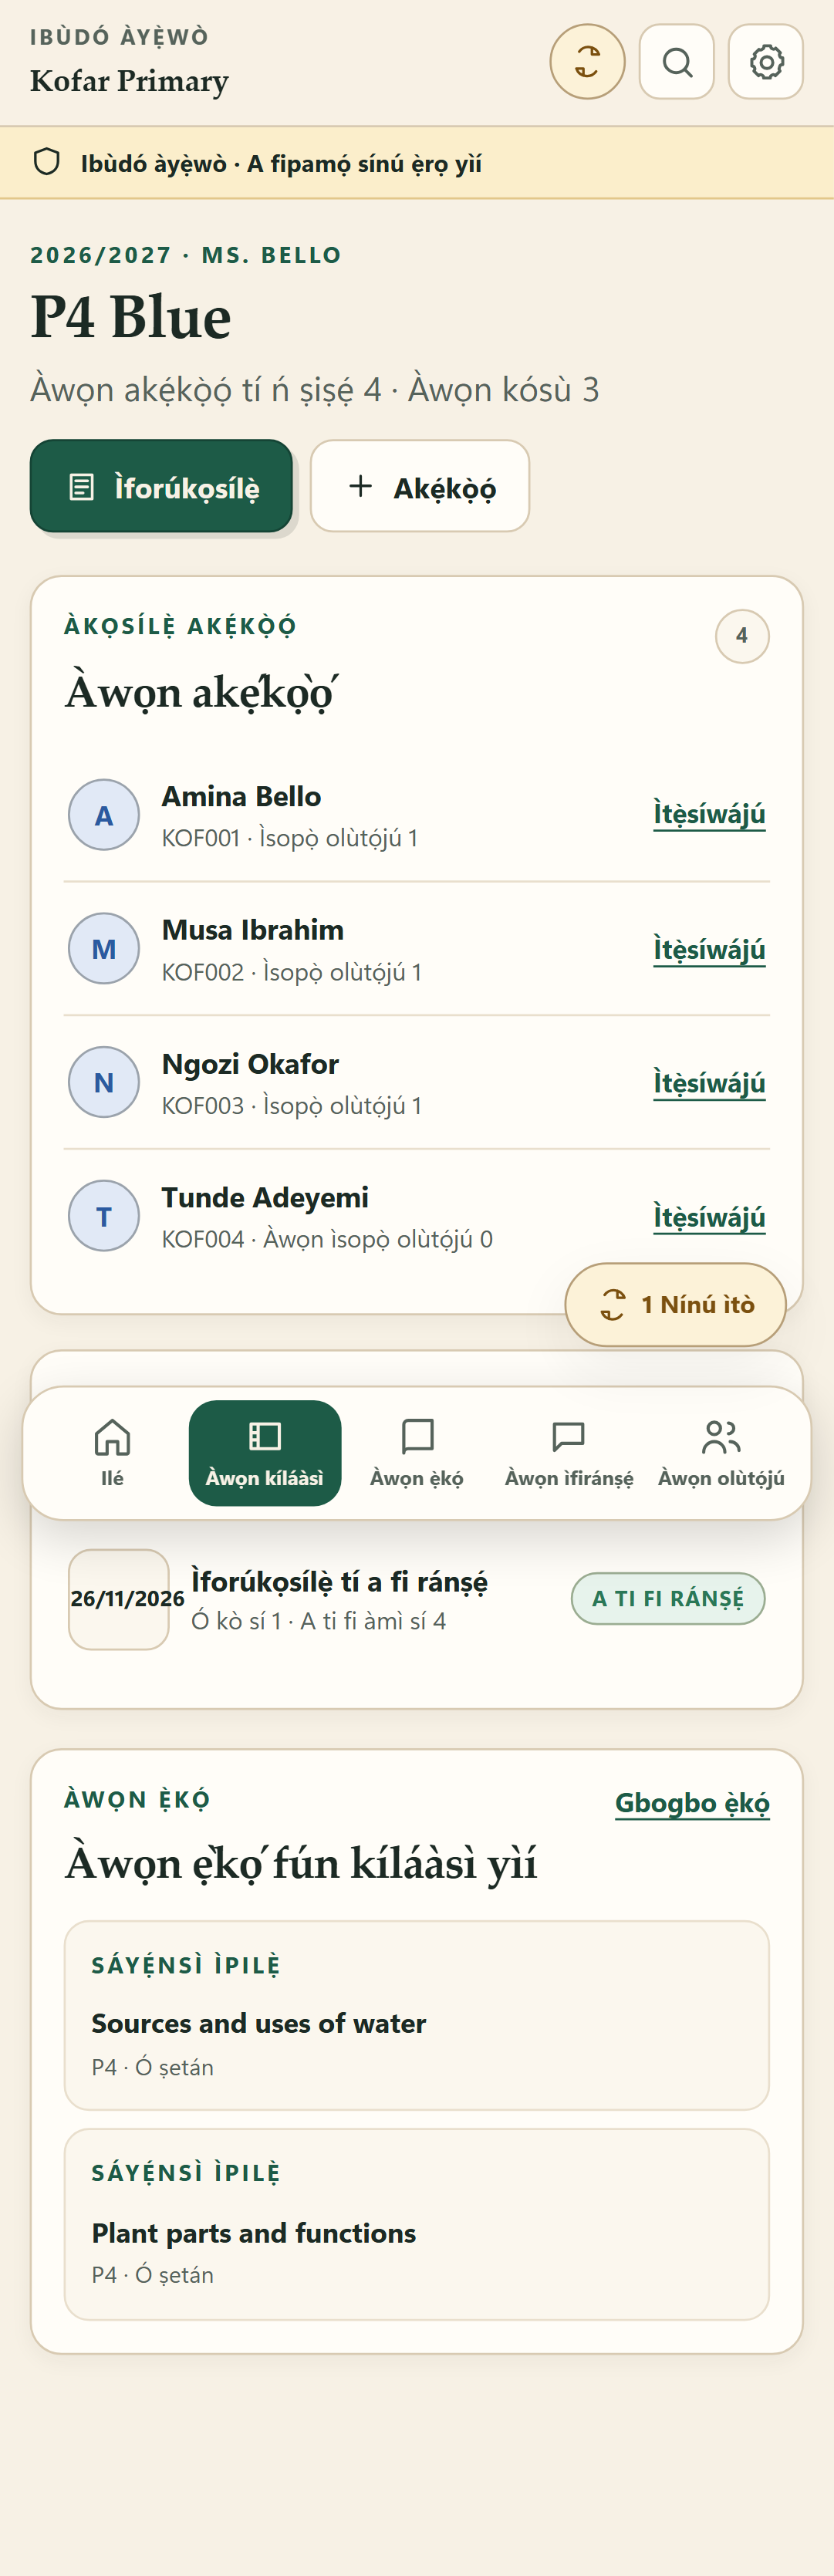 IBÙDÓ ÀYẸ̀WÒ
Kofar Primary
Ibùdó àyẹ̀wò · A fipamọ́ sínú ẹ̀rọ yìí
2026/2027 · MS. BELLO
P4 Blue
Àwọn akẹ́kọ̀ọ́ tí ń ṣiṣẹ́ 4 · Àwọn kósù 3
Ìforúkọsílẹ̀
Akẹ́kọ̀ọ́
ÀKỌSÍLẸ̀ AKẸ́KỌ̀Ọ́
4
Àwọn akẹ́kọ̀ọ́
A
Amina Bello
KOF001 · Ìsopọ̀ olùtọ́jú 1
Ìtẹ̀síwájú
M
Musa Ibrahim
KOF002 · Ìsopọ̀ olùtọ́jú 1
Ìtẹ̀síwájú
N
Ngozi Okafor
KOF003 · Ìsopọ̀ olùtọ́jú 1
Ìtẹ̀síwájú
T
Tunde Adeyemi
KOF004 · Àwọn ìsopọ̀ olùtọ́jú 0
Ìtẹ̀síwájú
1 Nínú ìtò
Ilé
Àwọn kíláàsì
Àwọn ẹ̀kọ́
Àwọn ìfiránṣẹ́
Àwọn olùtọ́jú
26/11/2026
Ìforúkọsílẹ̀ tí a fi ránṣẹ́
Ó kò sí 1 · A ti fi àmì sí 4
A TI FI RÁNṢẸ́
ÀWỌN Ẹ̀KỌ́
Gbogbo ẹ̀kọ́
Àwọn ẹ̀kọ́ fún kíláàsì yìí
SÁYẸ́NSÌ ÌPILẸ̀
Sources and uses of water
P4 · Ó ṣetán
SÁYẸ́NSÌ ÌPILẸ̀
Plant parts and functions
P4 · Ó ṣetán